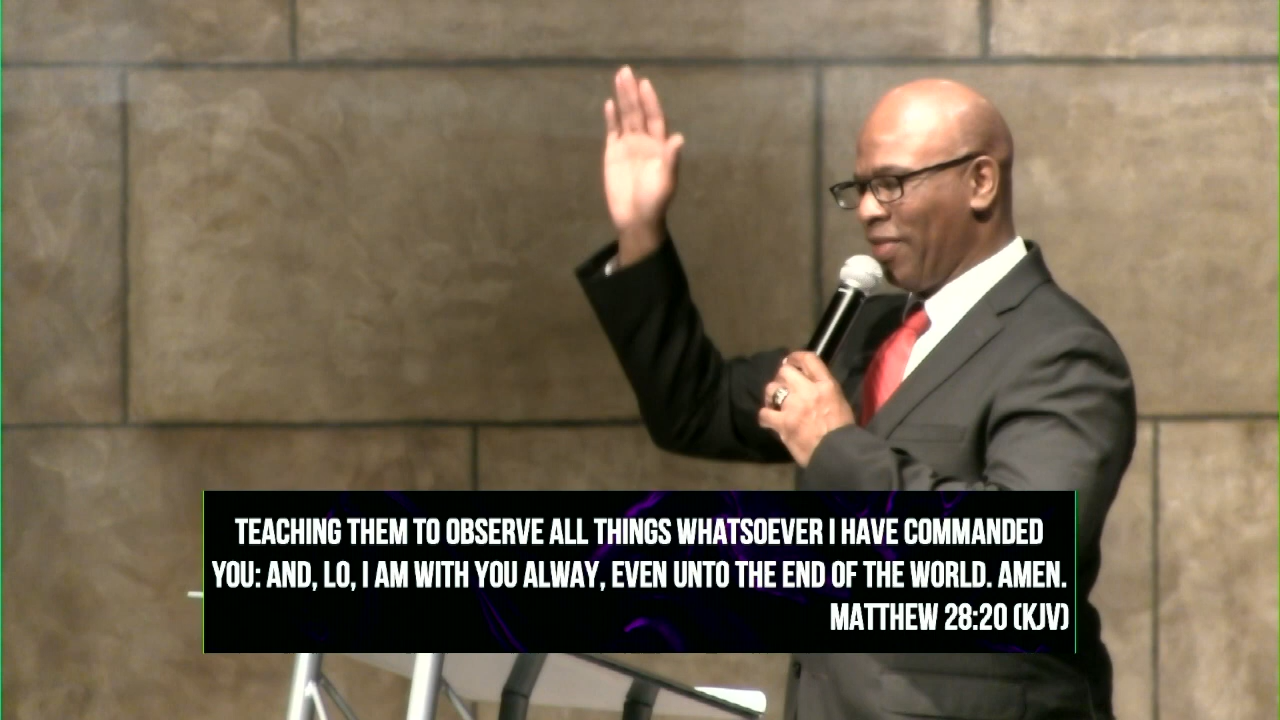 TEACHING THEM TO OBSERVE ALL THINGS WHATSOEVER I HAVE COMMANDED
YOU: AND, LO, I AM WITH YOU ALWAY, EVEN UNTO THE END OF THE WORLD. AMEN.
MATTHEW 28:20 (KJV)